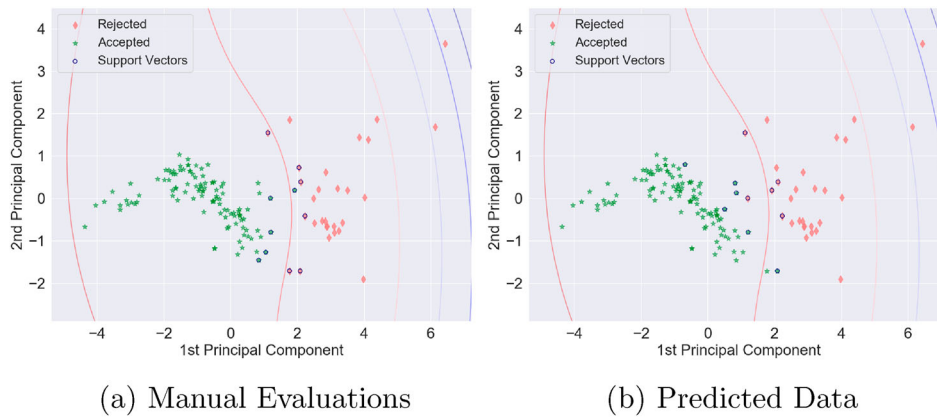 Rejected
Accepted
Support Vectors
4
3
2
1
0
−1
−2
2nd Principal Component
−4
−2
0
2
4
6
1st Principal Component
(a) Manual Evaluations
Rejected
Accepted
Support Vectors
4
3
2
1
0
−1
−2
2nd Principal Component
−4
−2
0
2
4
6
1st Principal Component
(b) Predicted Data